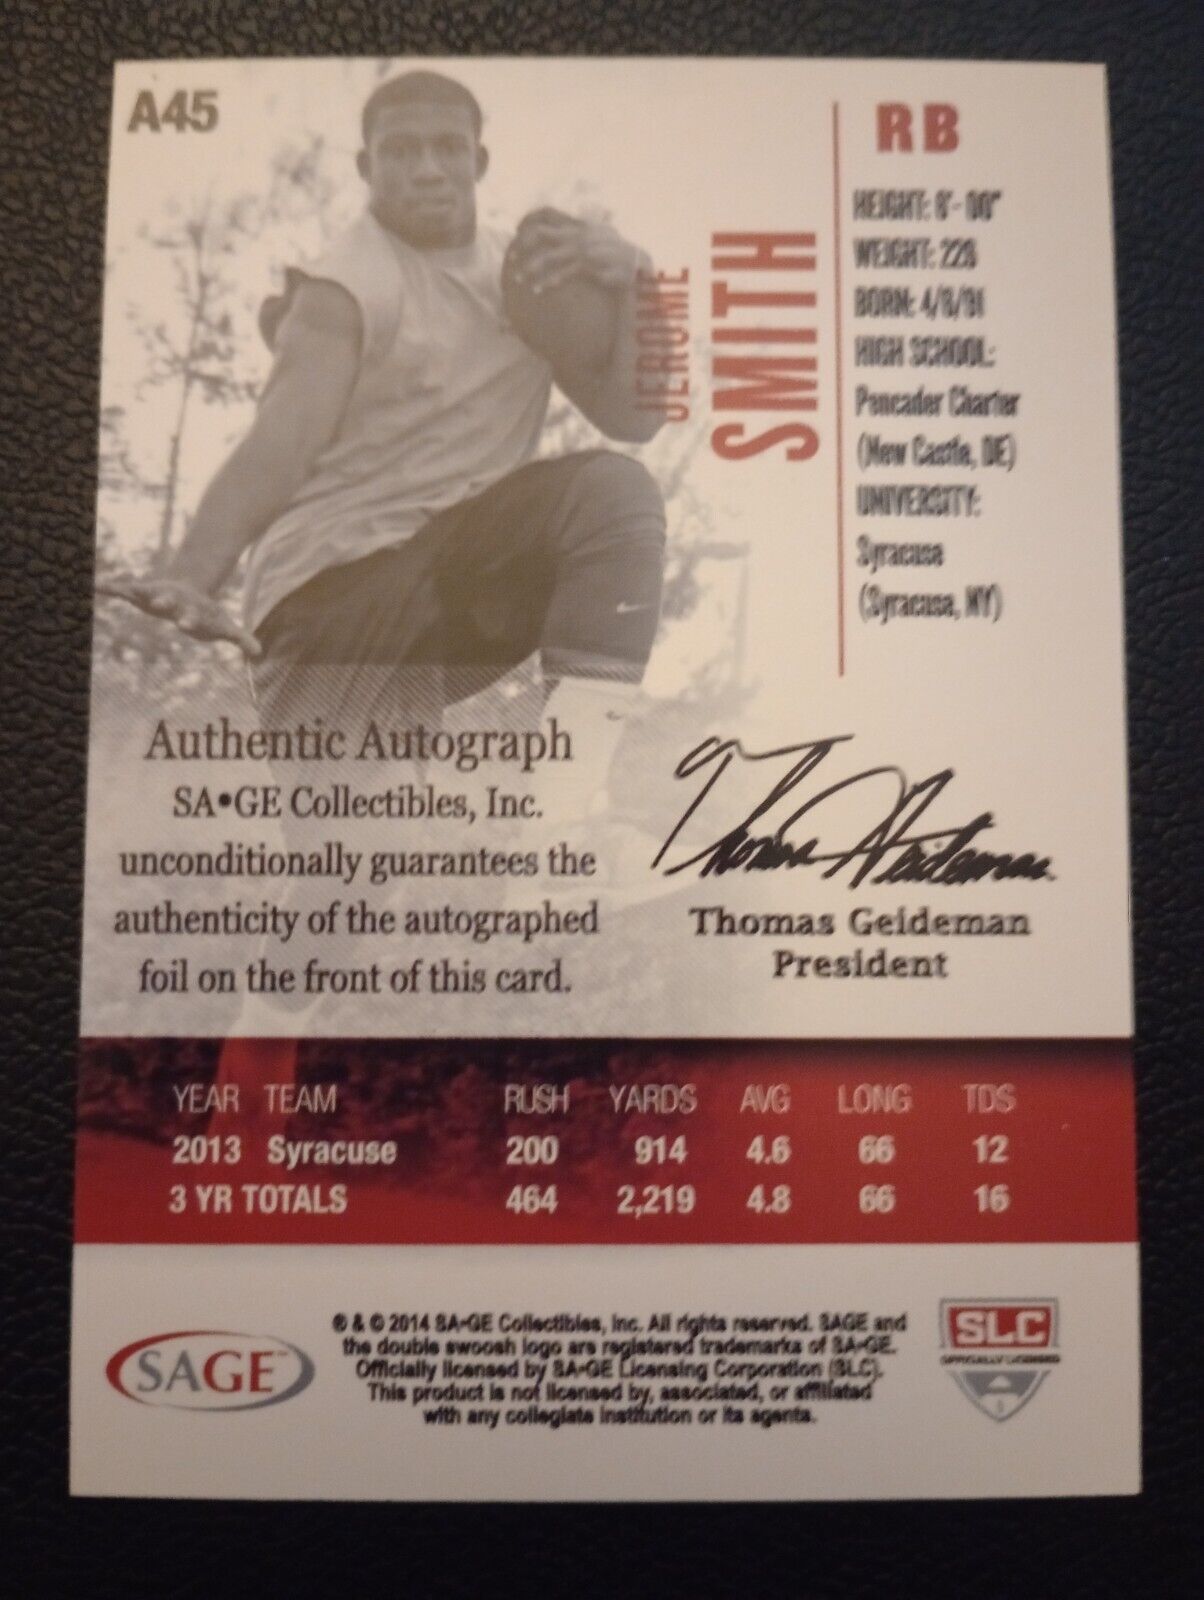 A45
JEROME
SMITH
RB
HEIGHT: 6'-00"
WEIGHT: 226
BORN: 4/8/91
HIGH SCHOOL:
Pencader Charter
(New Castle, DE)
UNIVERSITY:
Syracuse
(Syracuse, NY)
Authentic Autograph
SA•GE Collectibles, Inc.
unconditionally guarantees the
authenticity of the autographed
foil on the front of this card.
Thomas Geideman
Thomas Geideman
President
YEAR TEAM RUSH YARDS AVG LONG TDS
2013 Syracuse 200 914 4.6 66 12
3 YR TOTALS 464 2,219 4.8 66 16
SAGE™
® & © 2014 SA•GE Collectibles, Inc. All rights reserved. SAGE and
the double swoosh logo are registered trademarks of SA•GE.
Officially licensed by SA•GE Licensing Corporation (SLC).
This product is not licensed by, associated, or affiliated
with any collegiate institution or its agents.
SLC
OFFICIALLY LICENSED